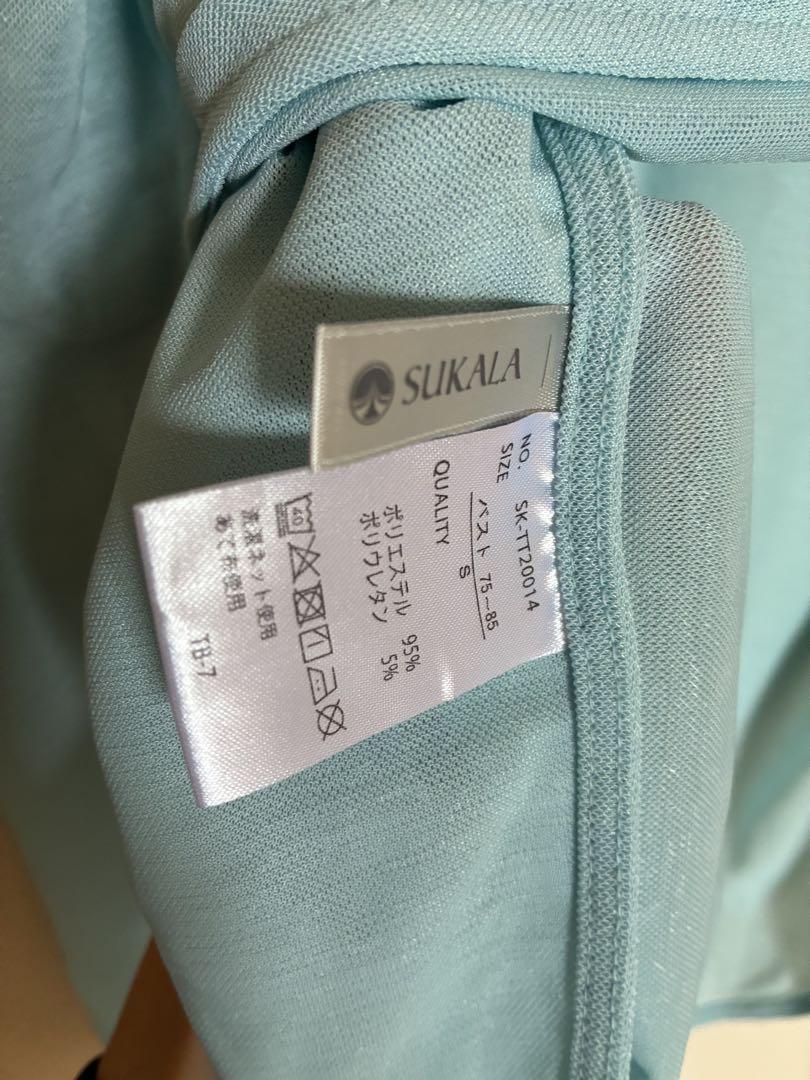 SUKALA
NO. SK-TT20014
SIZE バスト 75-85
S
QUALITY
ポリエステル 95%
ポリウレタン 5%
40
洗濯ネット使用
あて布使用
TB-7